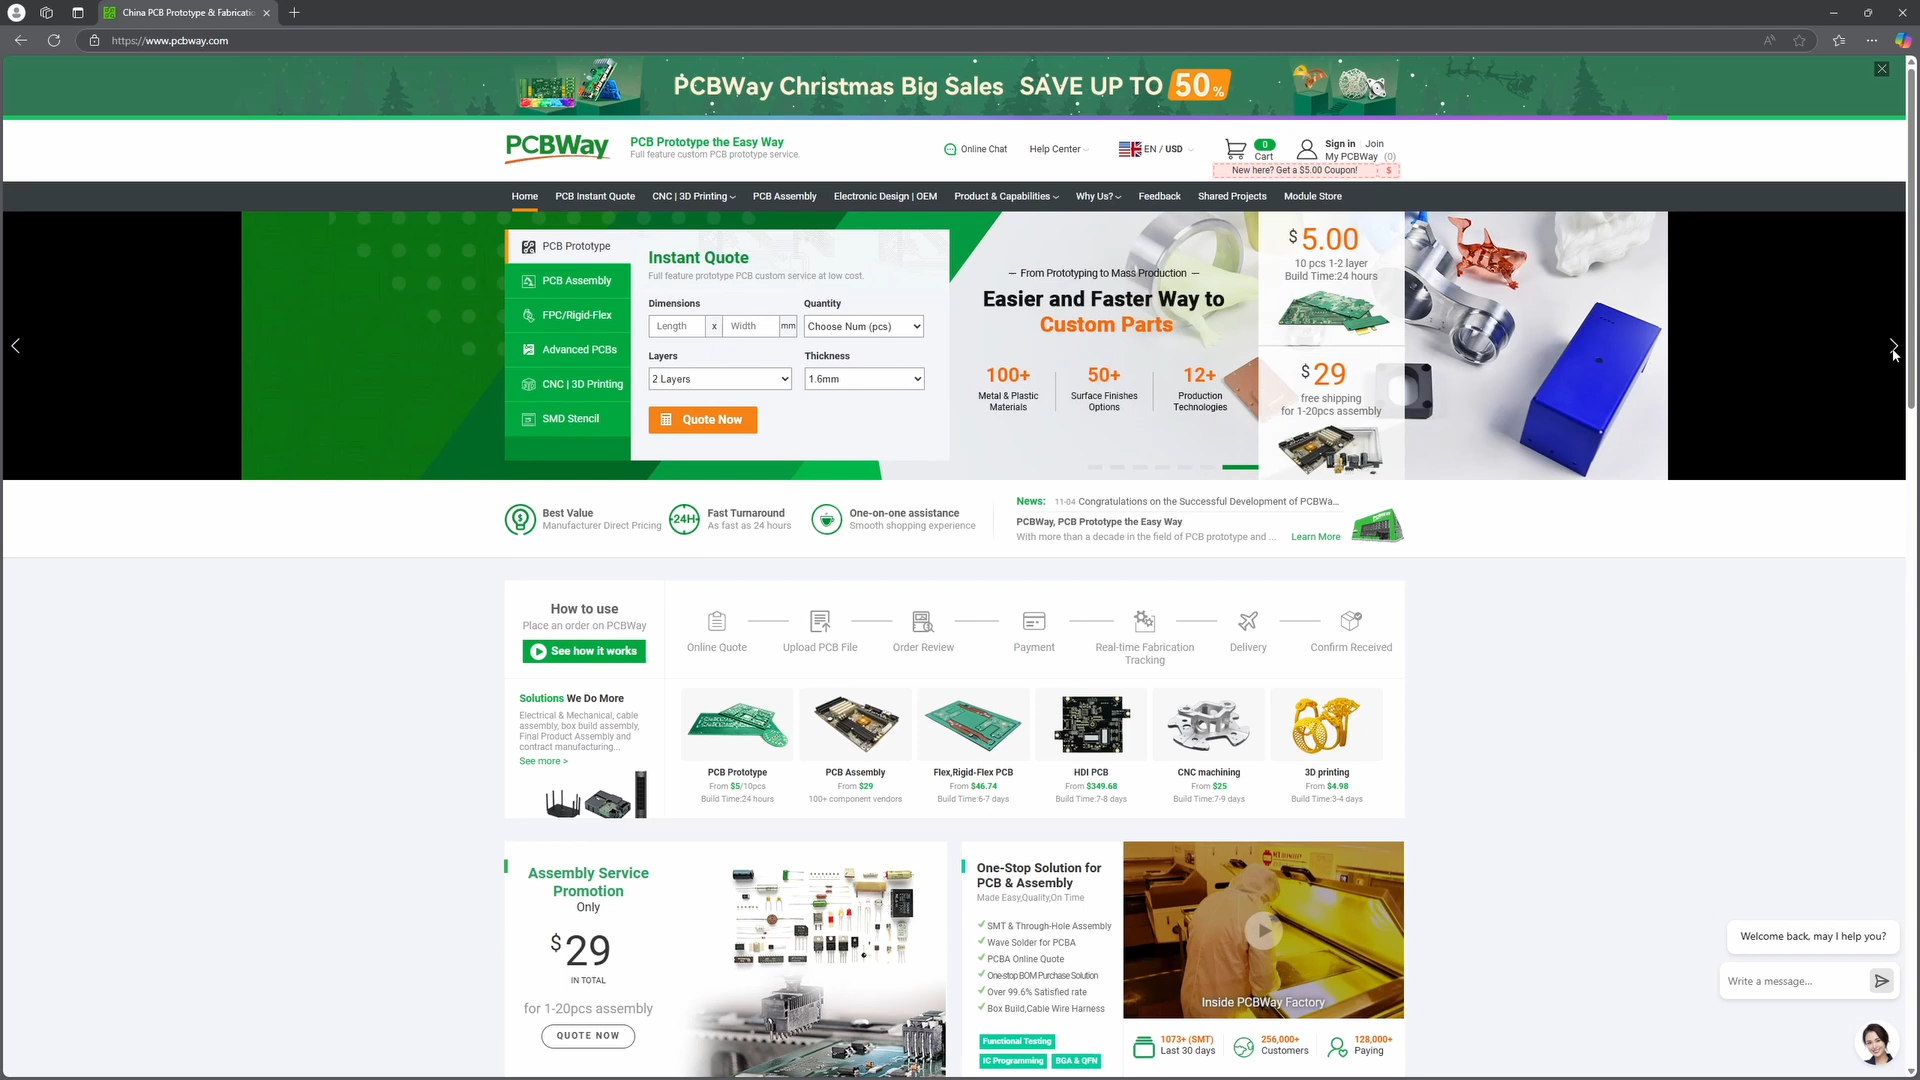 China PCB Prototype & Fabricatio
https://www.pcbway.com
PCBWay Christmas Big Sales SAVE UP TO 50%
PCBWay
PCB Prototype the Easy Way
Full feature custom PCB prototype service.
Online Chat
Help Center
EN / USD
0
Cart
Sign in
Join
My PCBWay (0)
New here? Get a $5.00 Coupon!
$
Home
PCB Instant Quote
CNC | 3D Printing
PCB Assembly
Electronic Design | OEM
Product & Capabilities
Why Us?
Feedback
Shared Projects
Module Store
PCB Prototype
PCB Assembly
FPC/Rigid-Flex
Advanced PCBs
CNC | 3D Printing
SMD Stencil
Instant Quote
Full feature prototype PCB custom service at low cost.
Dimensions
Quantity
Length
x
Width
mm
Choose Num (pcs)
Layers
Thickness
2 Layers
1.6mm
Quote Now
— From Prototyping to Mass Production —
Easier and Faster Way to
Custom Parts
100+
Metal & Plastic
Materials
50+
Surface Finishes
Options
12+
Production
Technologies
$5.00
10 pcs 1-2 layer
Build Time:24 hours
$29
free shipping
for 1-20pcs assembly
Best Value
Manufacturer Direct Pricing
24H
Fast Turnaround
As fast as 24 hours
One-on-one assistance
Smooth shopping experience
News:
11-04 Congratulations on the Successful Development of PCBWa...
PCBWay, PCB Prototype the Easy Way
With more than a decade in the field of PCB prototype and ...
Learn More
How to use
Place an order on PCBWay
See how it works
Online Quote
Upload PCB File
Order Review
Payment
Real-time Fabrication
Tracking
Delivery
Confirm Received
Solutions We Do More
Electrical & Mechanical, cable
assembly, box build assembly,
Final Product Assembly and
contract manufacturing...
See more >
PCB Prototype
From $5/10pcs
Build Time:24 hours
PCB Assembly
From $29
100+ component vendors
Flex,Rigid-Flex PCB
From $46.74
Build Time:6-7 days
HDI PCB
From $349.68
Build Time:7-8 days
CNC machining
From $25
Build Time:7-9 days
3D printing
From $4.98
Build Time:3-4 days
Assembly Service
Promotion
Only
$29
IN TOTAL
for 1-20pcs assembly
QUOTE NOW
One-Stop Solution for
PCB & Assembly
Made Easy,Quality,On Time
SMT & Through-Hole Assembly
Wave Solder for PCBA
PCBA Online Quote
One-stop BOM Purchase Solution
Over 99.6% Satisfied rate
Box Build,Cable Wire Harness
Functional Testing
IC Programming
BGA & QFN
Inside PCBWay Factory
1073+ (SMT)
Last 30 days
256,000+
Customers
128,000+
Paying
Welcome back, may I help you?
Write a message...